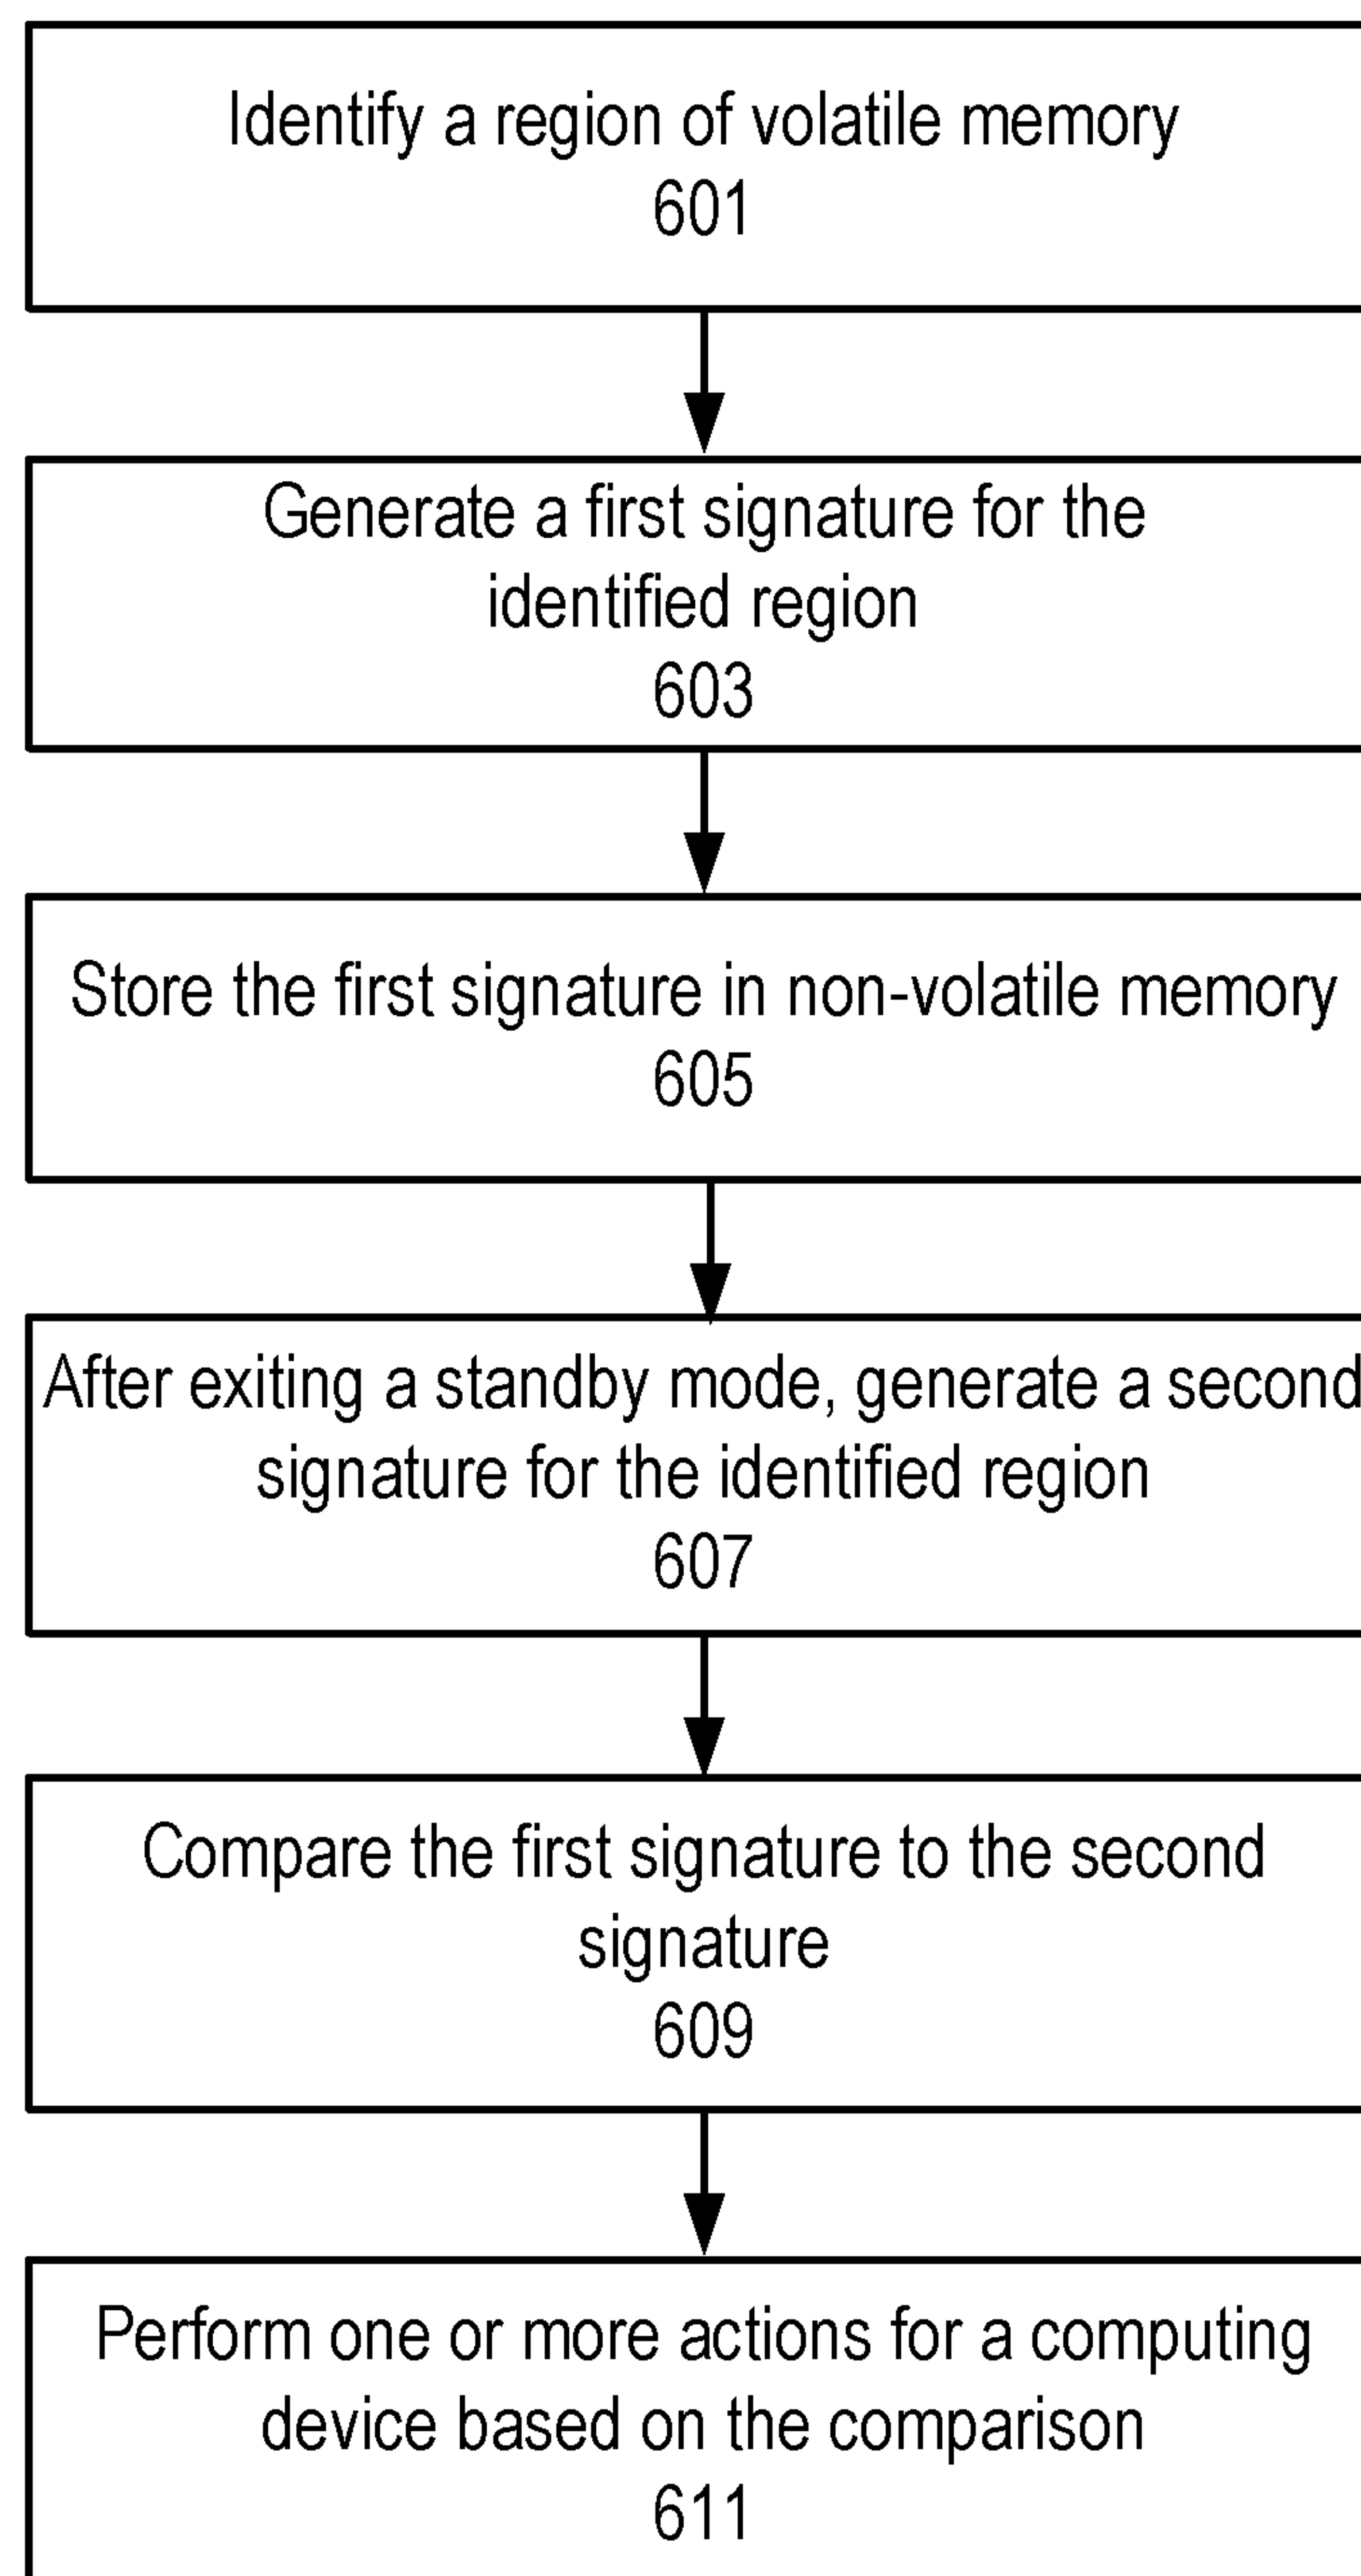 Identify a region of volatile memory
601
Generate a first signature for the
identified region
603
Store the first signature in non-volatile memory
605
After exiting a standby mode, generate a second
signature for the identified region
607
Compare the first signature to the second
signature
609
Perform one or more actions for a computing
device based on the comparison
611